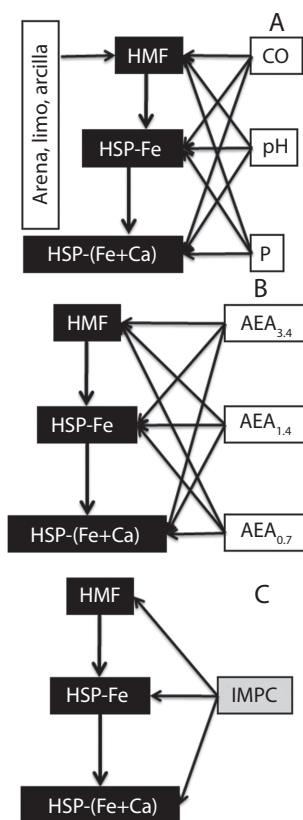 A
Arena, limo, arcilla
HMF
CO
HSP-Fe
pH
HSP-(Fe+Ca)
P
B
HMF
AEA3.4
HSP-Fe
AEA1.4
HSP-(Fe+Ca)
AEA0.7
C
HMF
HSP-Fe
IMPC
HSP-(Fe+Ca)